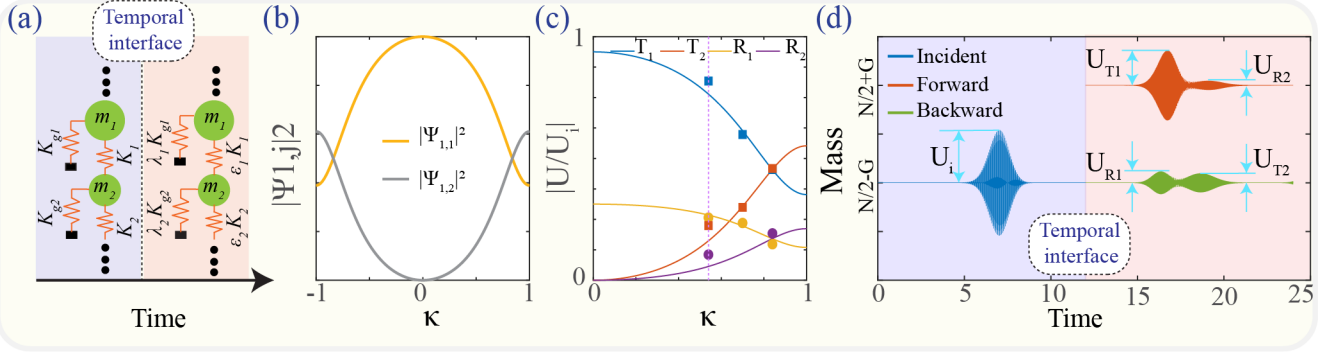 (a)
Temporal
interface
m1
m1
Kg1
K1
λ1Kg1
ε1K1
m2
m2
Kg2
K2
λ2Kg2
ε2K2
Time
(b)
|Ψ1,j|2
|Ψ1,1|²
|Ψ1,2|²
-1 0 1
κ
(c)
|U/Ui|
1
0
T1 T2 R1 R2
0 1
κ
(d)
Mass
N/2+G
N/2-G
Incident
Forward
Backward
Ui
UT1
UR2
UR1
UT2
Temporal
interface
0 5 10 15 20 25
Time